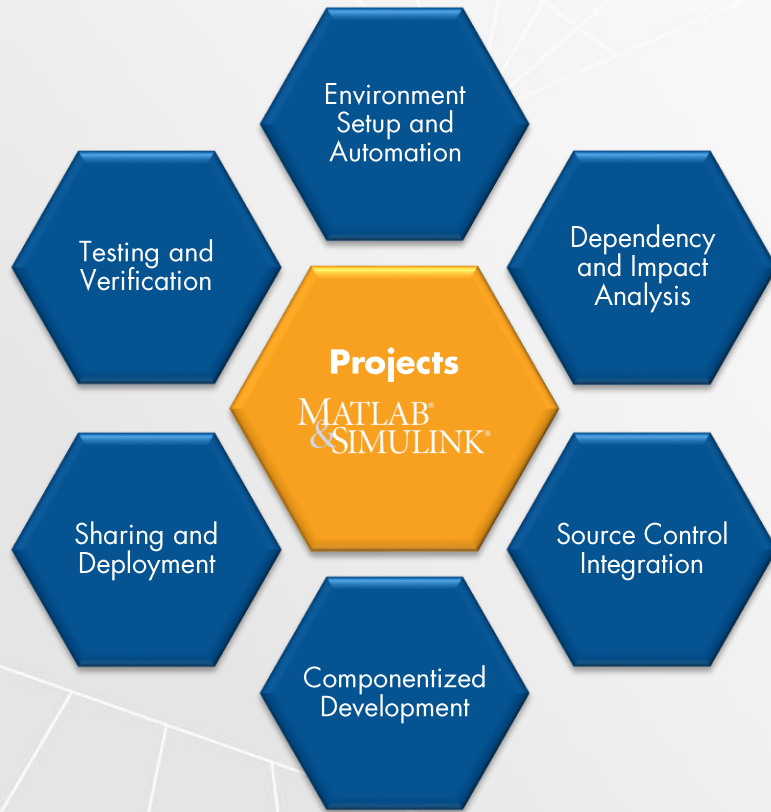 Environment
Setup and
Automation
Testing and
Verification
Dependency
and Impact
Analysis
Projects
MATLAB®
&SIMULINK®
Sharing and
Deployment
Source Control
Integration
Componentized
Development